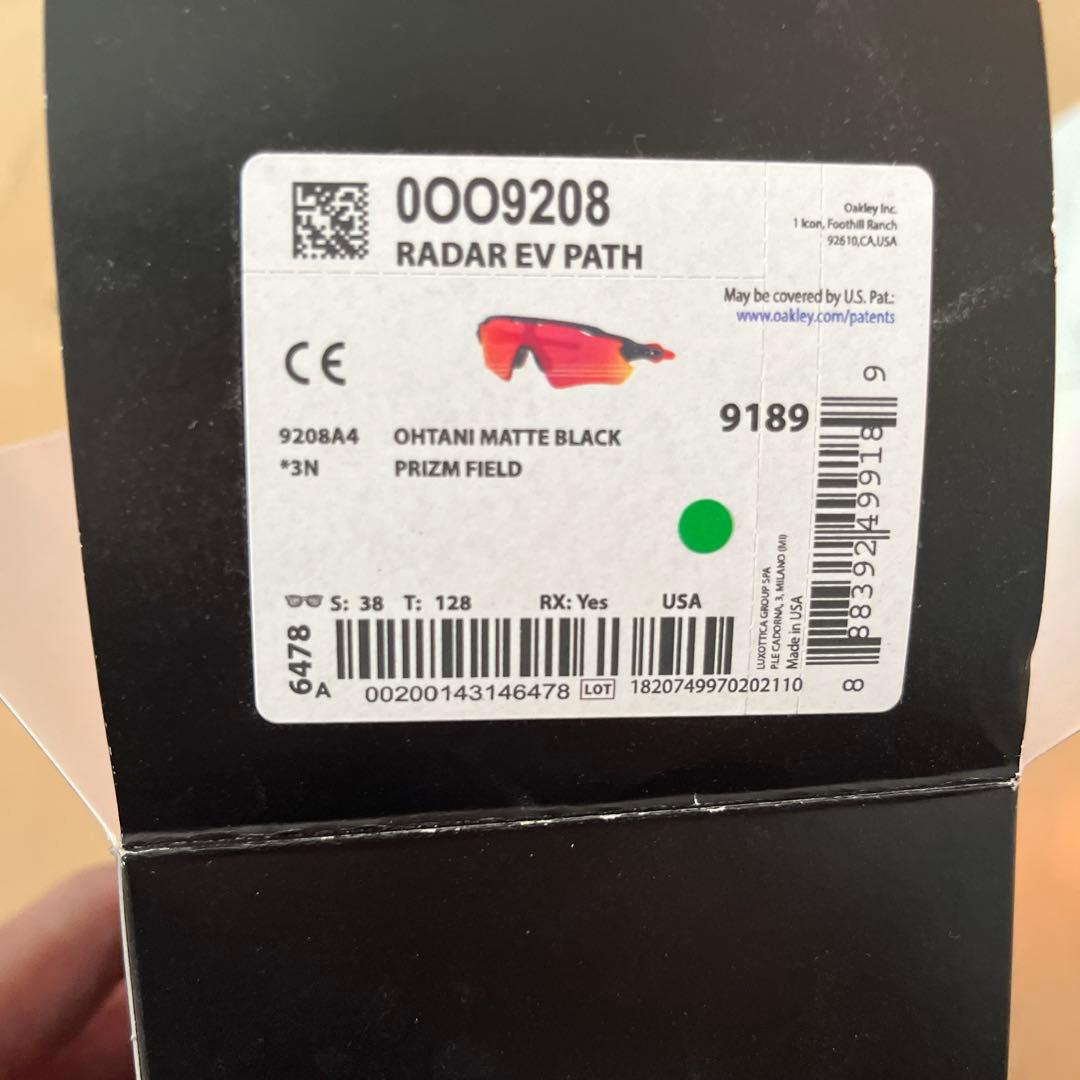 0OO9208
RADAR EV PATH
Oakley Inc.
1 Icon, Foothill Ranch
92610,CA,USA
May be covered by U.S. Pat.:
www.oakley.com/patents
CE
9189
9208A4 OHTANI MATTE BLACK
*3N PRIZM FIELD
S: 38 T: 128 RX: Yes USA
6478
A
00200143146478 LOT 1820749970202110
LUXOTTICA GROUP SPA
PLE CADORNA, 3, MILANO (MI)
Made in USA
8 88392 49918 9